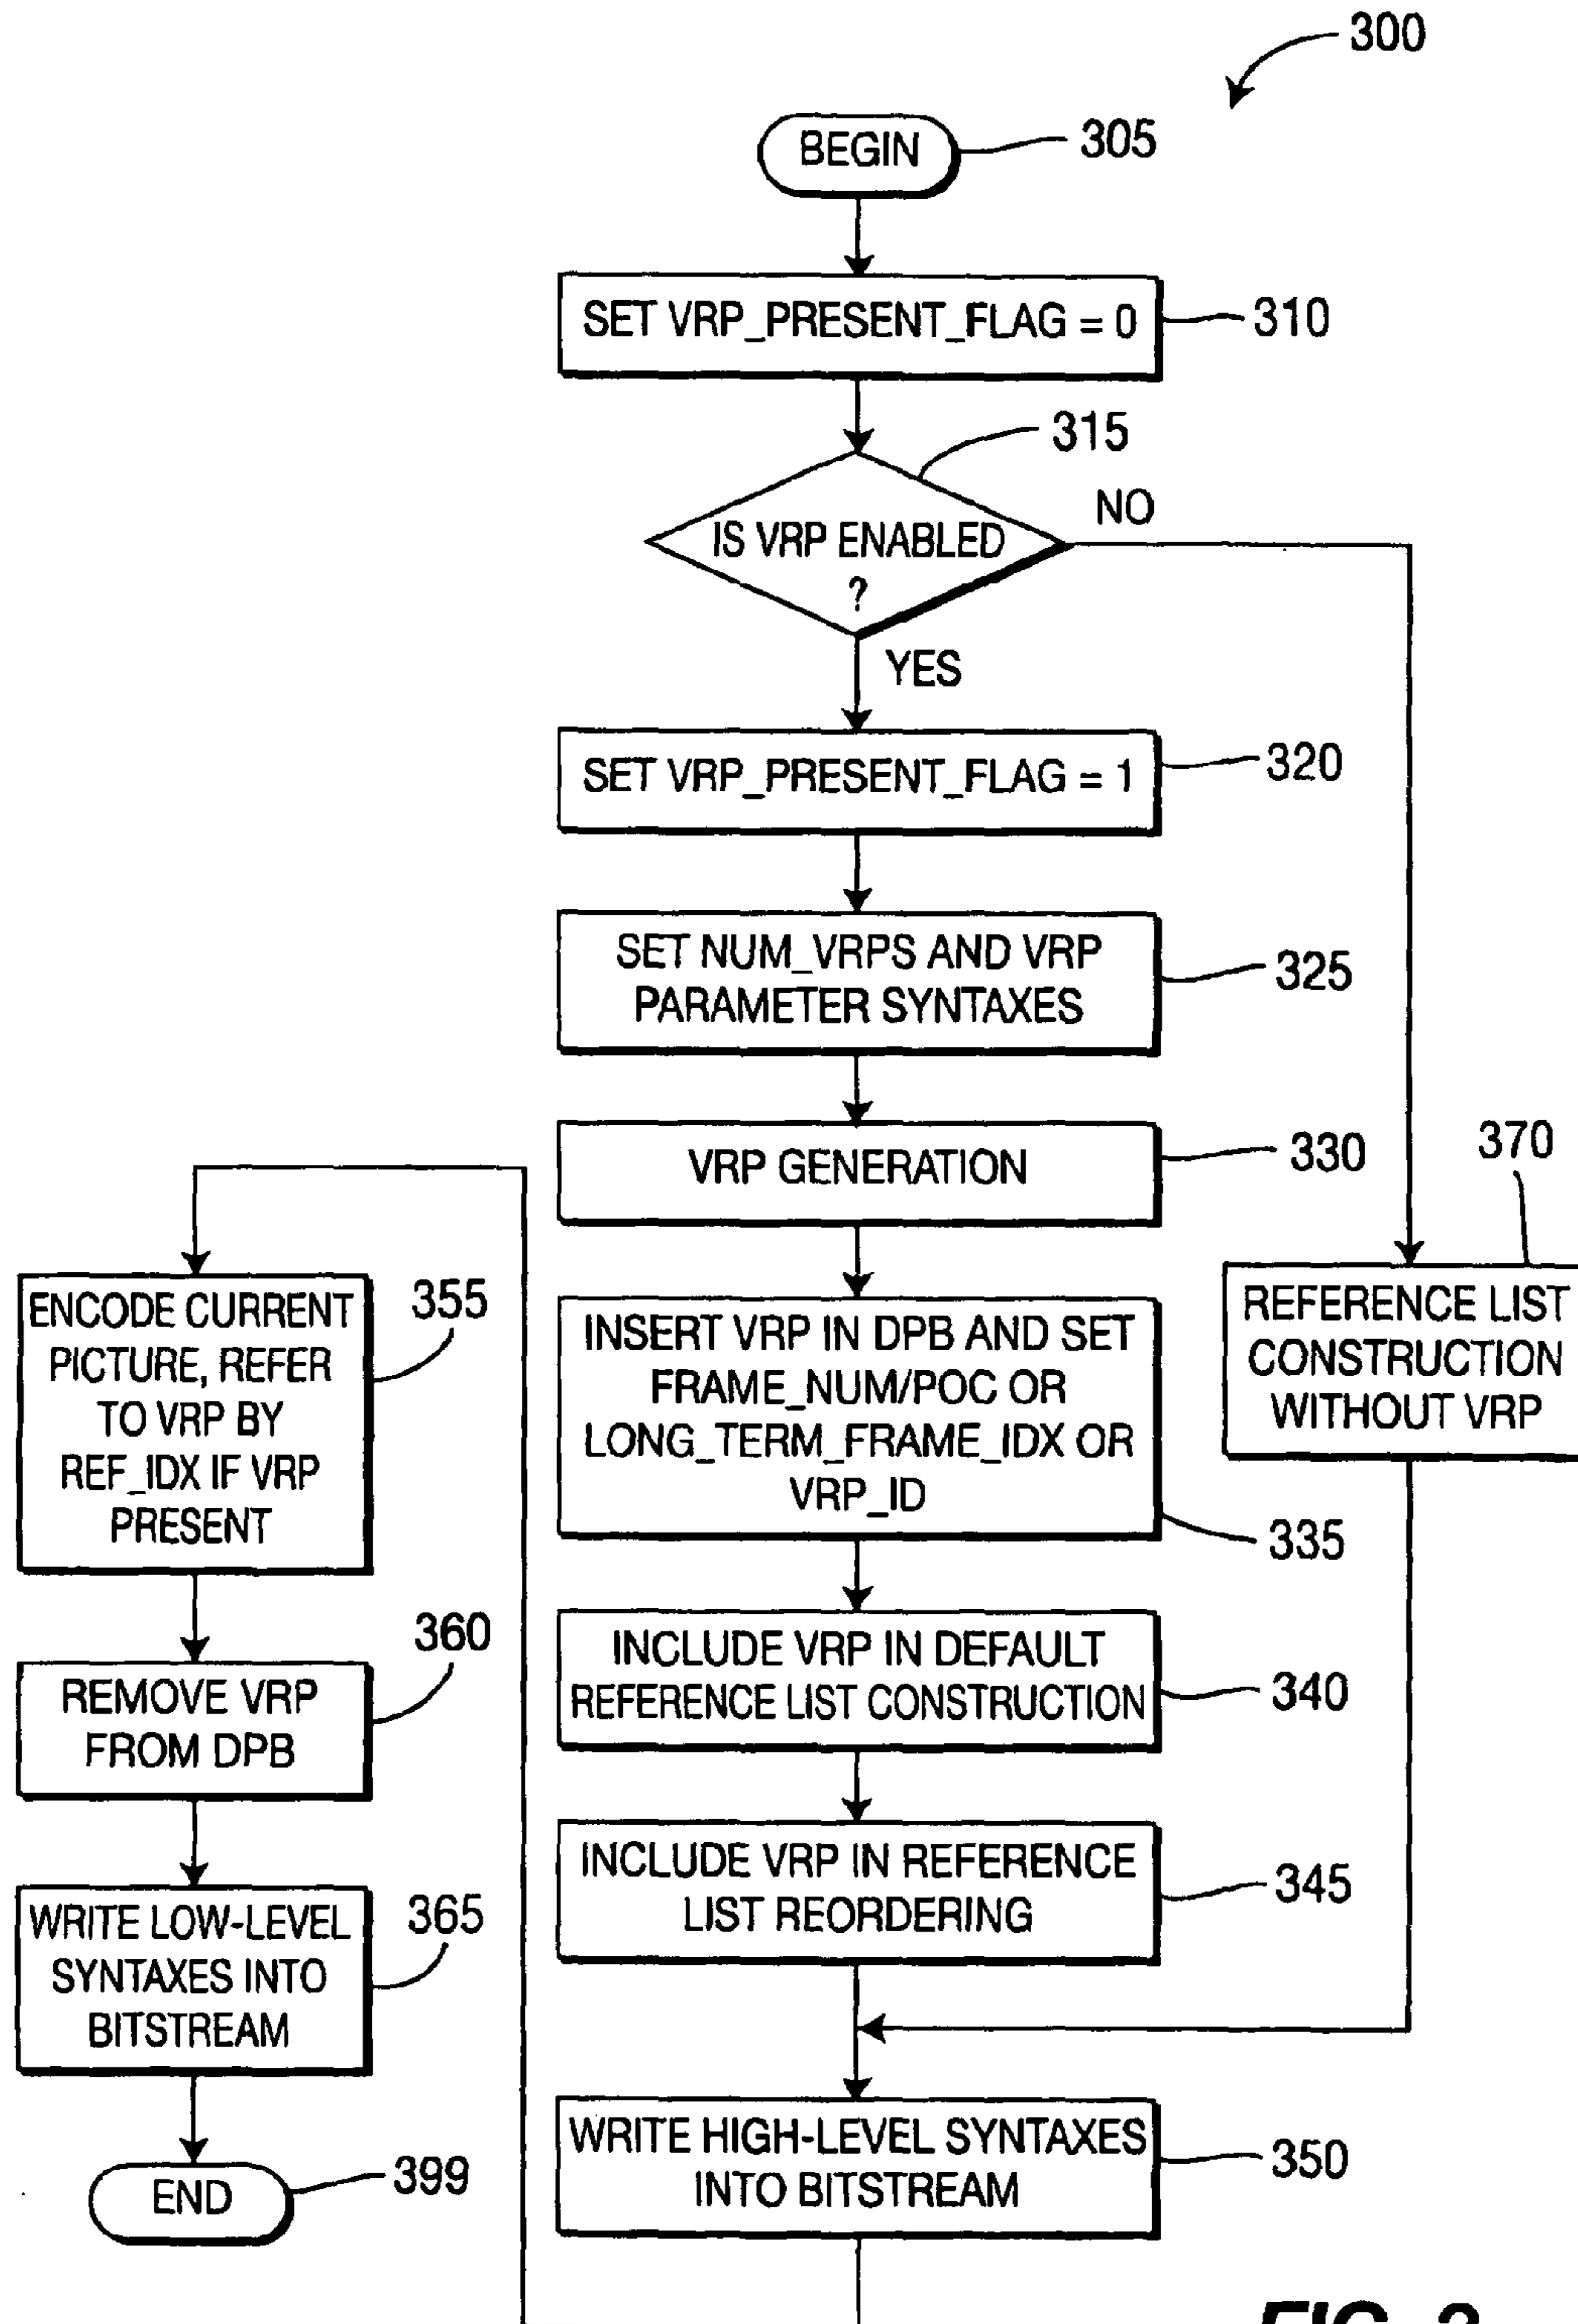 300
BEGIN
305
SET VRP_PRESENT_FLAG = 0
310
315
IS VRP ENABLED
?
NO
YES
SET VRP_PRESENT_FLAG = 1
320
SET NUM_VRPS AND VRP
PARAMETER SYNTAXES
325
VRP GENERATION
330
INSERT VRP IN DPB AND SET
FRAME_NUM/POC OR
LONG_TERM_FRAME_IDX OR
VRP_ID
335
370
REFERENCE LIST
CONSTRUCTION
WITHOUT VRP
INCLUDE VRP IN DEFAULT
REFERENCE LIST CONSTRUCTION
340
INCLUDE VRP IN REFERENCE
LIST REORDERING
345
WRITE HIGH-LEVEL SYNTAXES
INTO BITSTREAM
350
ENCODE CURRENT
PICTURE, REFER
TO VRP BY
REF_IDX IF VRP
PRESENT
355
REMOVE VRP
FROM DPB
360
WRITE LOW-LEVEL
SYNTAXES INTO
BITSTREAM
365
END
399
FIG.